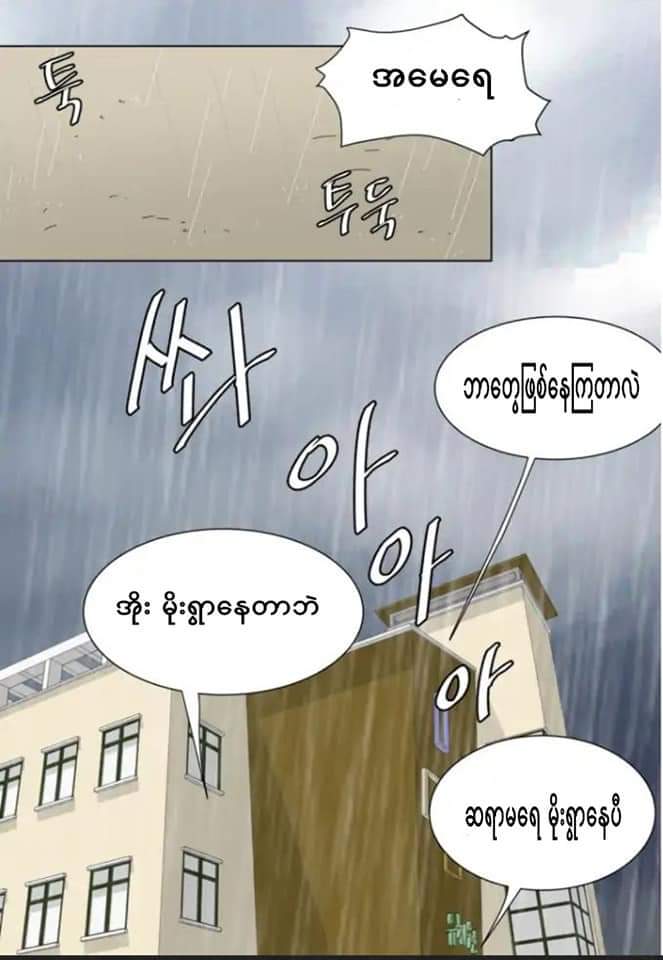 툭
အမေရေ
투둑
쏴
아
아
아
ဘာတွေဖြစ်နေကြတာလဲ
အိုး မိုးရွာနေတာဘဲ
ဆရာမရေ မိုးရွာနေပီ